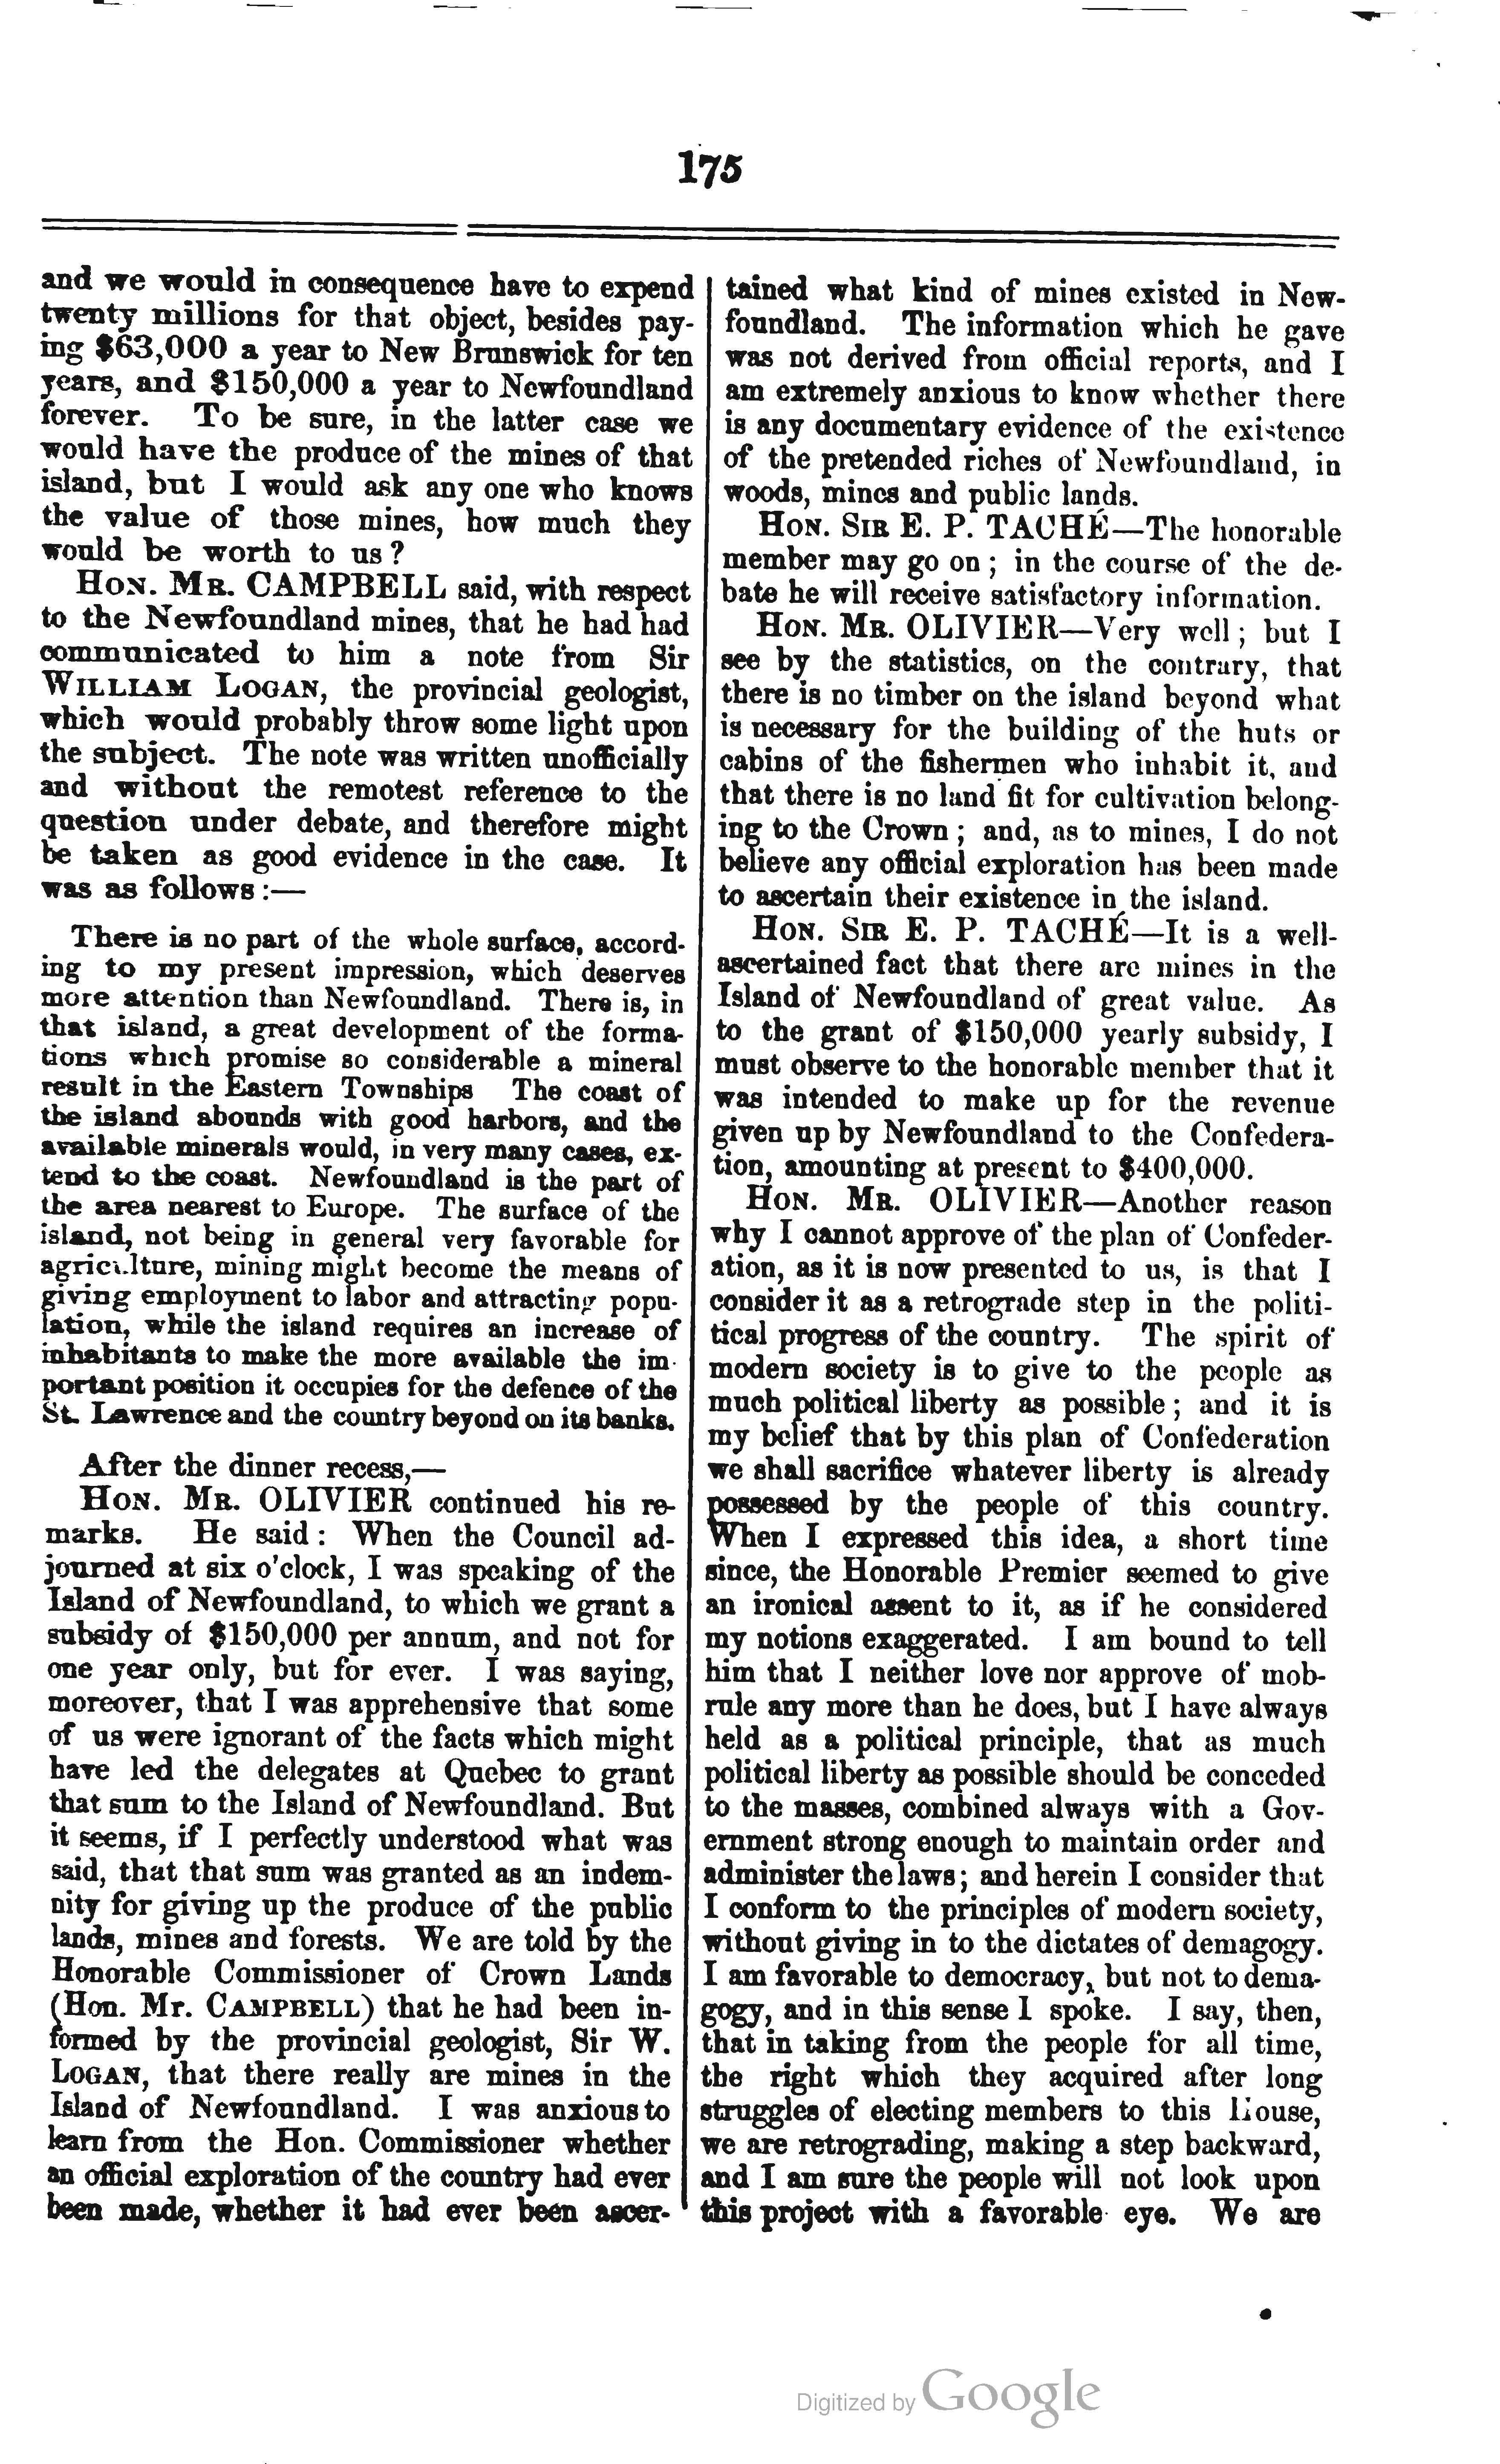 175
and we would in consequence have to expend
twenty millions for that object, besides pay-
ing $63,000 a year to New Brunswick for ten
years, and $150,000 a year to Newfoundland
forever. To be sure, in the latter case we
would have the produce of the mines of that
island, but I would ask any one who knows
the value of those mines, how much they
would be worth to us?
HON. MR. CAMPBELL said, with respect
to the Newfoundland mines, that he had had
communicated to him a note from Sir
WILLIAM LOGAN, the provincial geologist,
which would probably throw some light upon
the subject. The note was written unofficially
and without the remotest reference to the
question under debate, and therefore might
be taken as good evidence in the case. It
was as follows:—
There is no part of the whole surface, accord-
ing to my present impression, which deserves
more attention than Newfoundland. There is, in
that island, a great development of the forma-
tions which promise so considerable a mineral
result in the Eastern Townships The coast of
the island abounds with good harbors, and the
available minerals would, in very many cases, ex-
tend to the coast. Newfoundland is the part of
the area nearest to Europe. The surface of the
island, not being in general very favorable for
agriculture, mining might become the means of
giving employment to labor and attracting popu-
lation, while the island requires an increase of
inhabitants to make the more available the im-
portant position it occupies for the defence of the
St. Lawrence and the country beyond on its banks.
After the dinner recess,—
HON. MR. OLIVIER continued his re-
marks. He said: When the Council ad-
journed at six o'clock, I was speaking of the
Island of Newfoundland, to which we grant a
subsidy of $150,000 per annum, and not for
one year only, but for ever. I was saying,
moreover, that I was apprehensive that some
of us were ignorant of the facts which might
have led the delegates at Quebec to grant
that sum to the Island of Newfoundland. But
it seems, if I perfectly understood what was
said, that that sum was granted as an indem-
nity for giving up the produce of the public
lands, mines and forests. We are told by the
Honorable Commissioner of Crown Lands
(Hon. Mr. CAMPBELL) that he had been in-
formed by the provincial geologist, Sir W.
LOGAN, that there really are mines in the
Island of Newfoundland. I was anxious to
learn from the Hon. Commissioner whether
an official exploration of the country had ever
been made, whether it had ever been ascer-
tained what kind of mines existed in New-
foundland. The information which he gave
was not derived from official reports, and I
am extremely anxious to know whether there
is any documentary evidence of the existence
of the pretended riches of Newfoundland, in
woods, mines and public lands.
HON. SIR E. P. TACHÉ—The honorable
member may go on; in the course of the de-
bate he will receive satisfactory information.
HON. MR. OLIVIER—Very well; but I
see by the statistics, on the contrary, that
there is no timber on the island beyond what
is necessary for the building of the huts or
cabins of the fishermen who inhabit it, and
that there is no land fit for cultivation belong-
ing to the Crown; and, as to mines, I do not
believe any official exploration has been made
to ascertain their existence in the island.
HON. SIR E. P. TACHÉ—It is a well-
ascertained fact that there are mines in the
Island of Newfoundland of great value. As
to the grant of $150,000 yearly subsidy, I
must observe to the honorable member that it
was intended to make up for the revenue
given up by Newfoundland to the Confedera-
tion, amounting at present to $400,000.
HON. MR. OLIVIER—Another reason
why I cannot approve of the plan of Confeder-
ation, as it is now presented to us, is that I
consider it as a retrograde step in the politi-
tical progress of the country. The spirit of
modern society is to give to the people as
much political liberty as possible; and it is
my belief that by this plan of Confederation
we shall sacrifice whatever liberty is already
possessed by the people of this country.
When I expressed this idea, a short time
since, the Honorable Premier seemed to give
an ironical assent to it, as if he considered
my notions exaggerated. I am bound to tell
him that I neither love nor approve of mob-
rule any more than he does, but I have always
held as a political principle, that as much
political liberty as possible should be conceded
to the masses, combined always with a Gov-
ernment strong enough to maintain order and
administer the laws; and herein I consider that
I conform to the principles of modern society,
without giving in to the dictates of demagogy.
I am favorable to democracy, but not to dema-
gogy, and in this sense I spoke. I say, then,
that in taking from the people for all time,
the right which they acquired after long
struggles of electing members to this House,
we are retrograding, making a step backward,
and I am sure the people will not look upon
this project with a favorable eye. We are
Digitized by Google